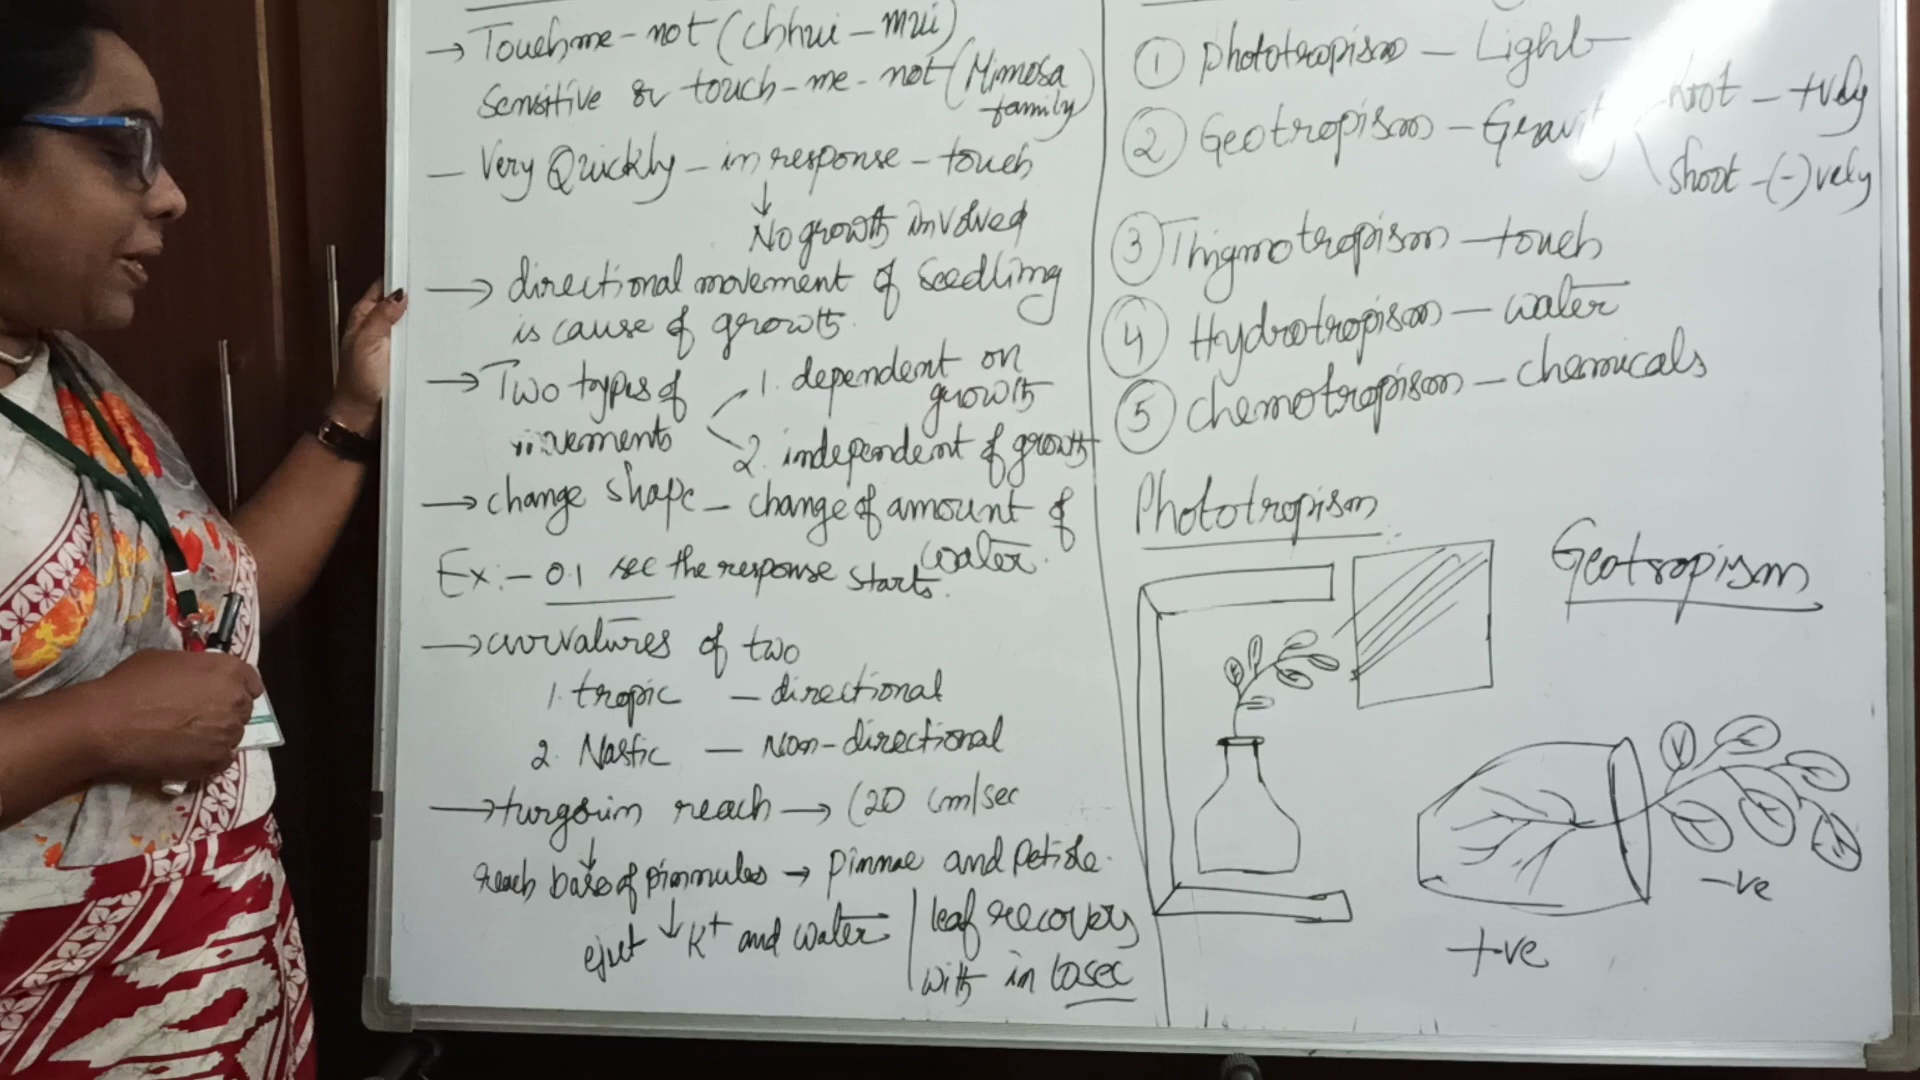 → Touch me - not (chhui - mui)
Sensitive or touch - me - not (Mimosa family)
- Very Quickly - in response - touch
↓
No growth involved
→ directional movement of seedling
is cause of growth.
→ Two types of movements
1. dependent on growth
2. independent of growth
→ change shape - change of amount of water.
Ex:- 0.1 sec the response starts.
→ curvatures of two
1. tropic - directional
2. Nastic - Non-directional
→ turgorim reach → (20 cm/sec
↓
reach base of pinnules → pinnae and Petiole.
eject ↓ K+ and water
leaf recovery
with in 10sec
① Phototropism - Light
② Geotropism - Gravity
Root - +vely
Shoot -(-)vely
③ Thigmotropism - touch
④ Hydrotropism - water
⑤ chemotropism - chemicals
Phototropism
Geotropism
-ve
+ve